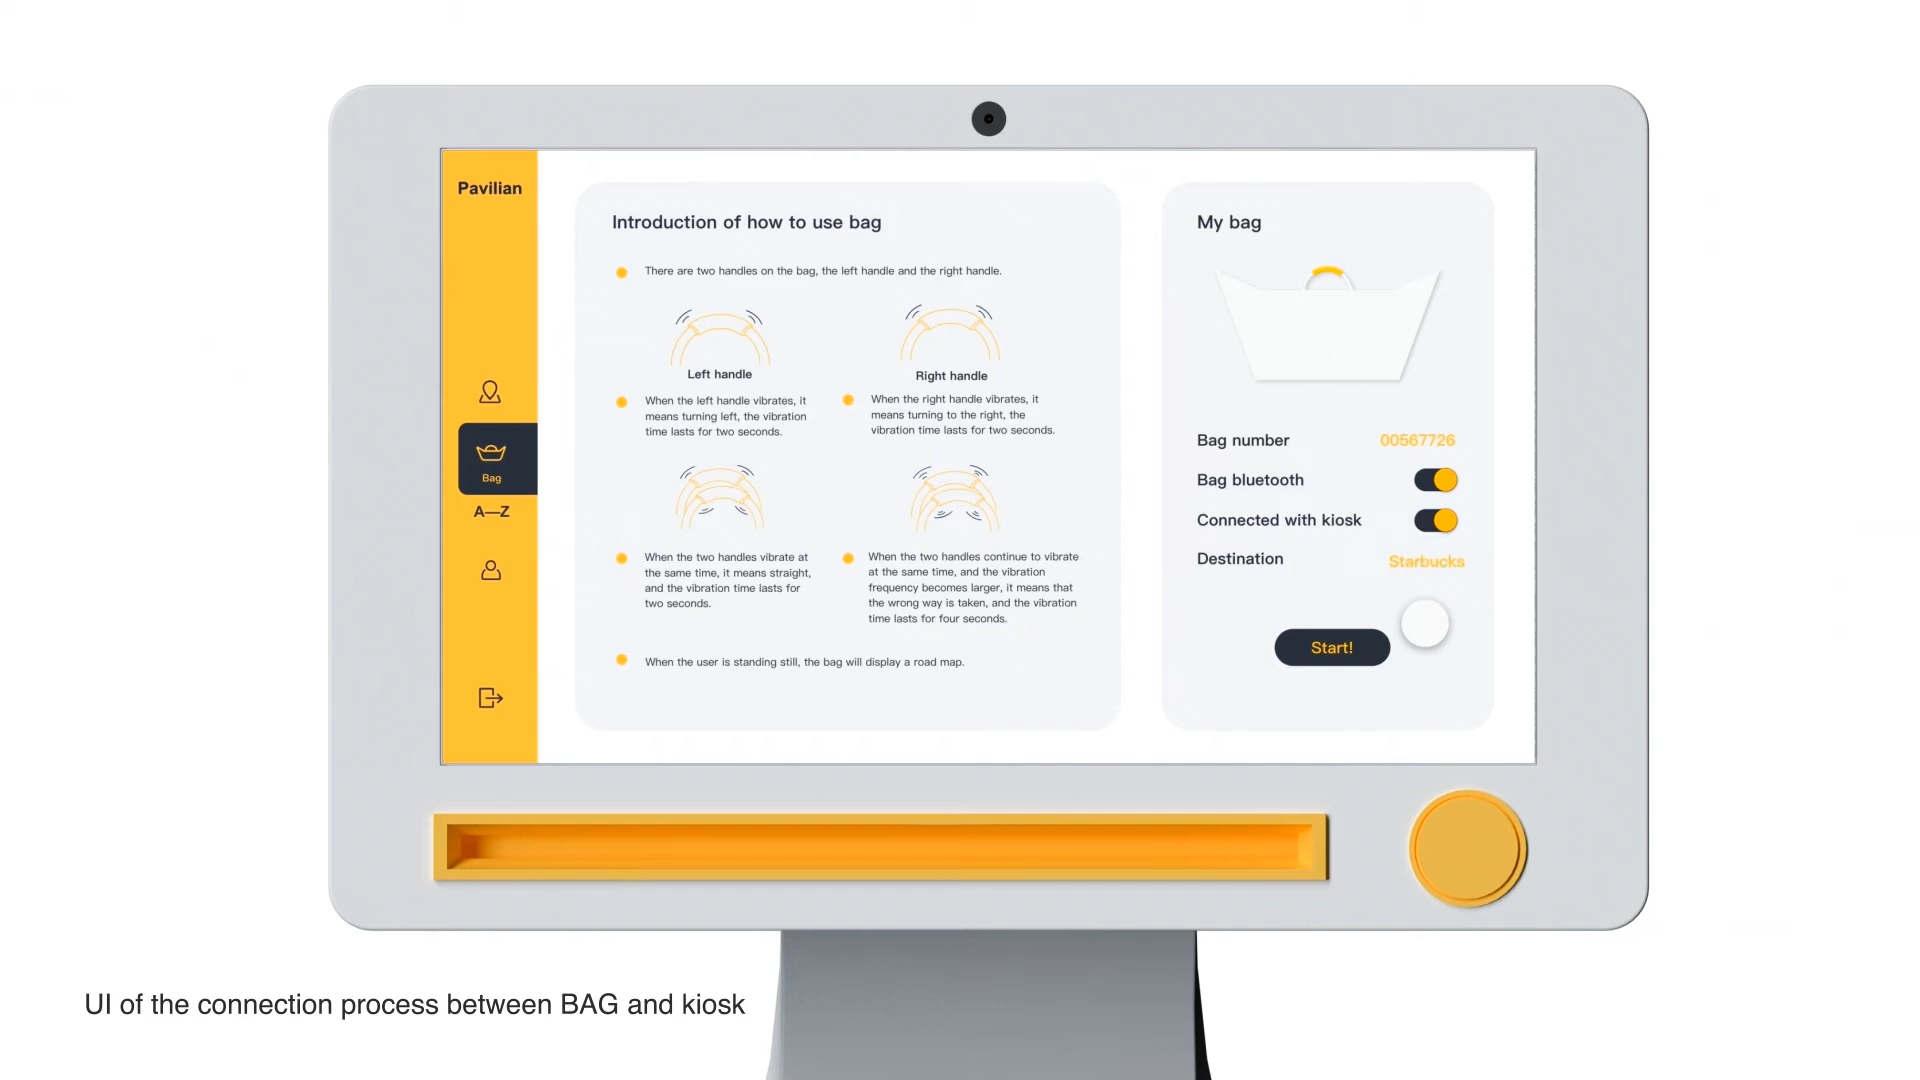 Pavilian
Bag
A—Z
Introduction of how to use bag
There are two handles on the bag, the left handle and the right handle.
Left handle
Right handle
When the left handle vibrates, it
means turning left, the vibration
time lasts for two seconds.
When the right handle vibrates, it
means turning to the right, the
vibration time lasts for two seconds.
When the two handles vibrate at
the same time, it means straight,
and the vibration time lasts for
two seconds.
When the two handles continue to vibrate
at the same time, and the vibration
frequency becomes larger, it means that
the wrong way is taken, and the vibration
time lasts for four seconds.
When the user is standing still, the bag will display a road map.
My bag
Bag number 00567726
Bag bluetooth
Connected with kiosk
Destination Starbucks
Start!
UI of the connection process between BAG and kiosk